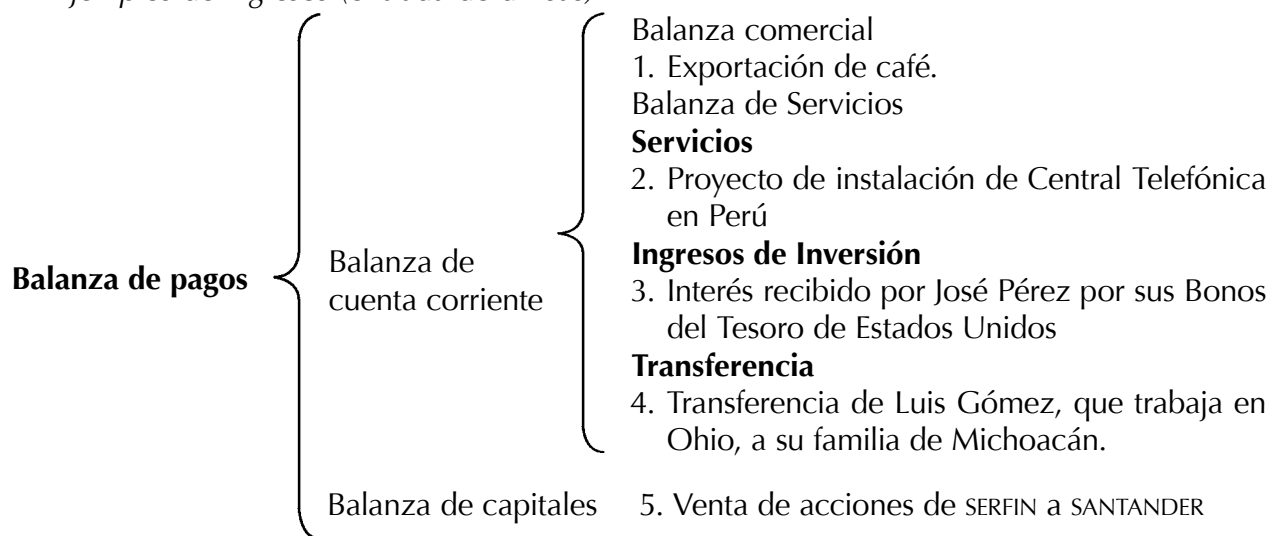 Balanza comercial
1. Exportación de café.
Balanza de Servicios
Servicios
2. Proyecto de instalación de Central Telefónica
en Perú
Ingresos de Inversión
3. Interés recibido por José Pérez por sus Bonos
del Tesoro de Estados Unidos
Transferencia
4. Transferencia de Luis Gómez, que trabaja en
Ohio, a su familia de Michoacán.
Balanza de pagos
Balanza de
cuenta corriente
Balanza de capitales 5. Venta de acciones de SERFIN a SANTANDER